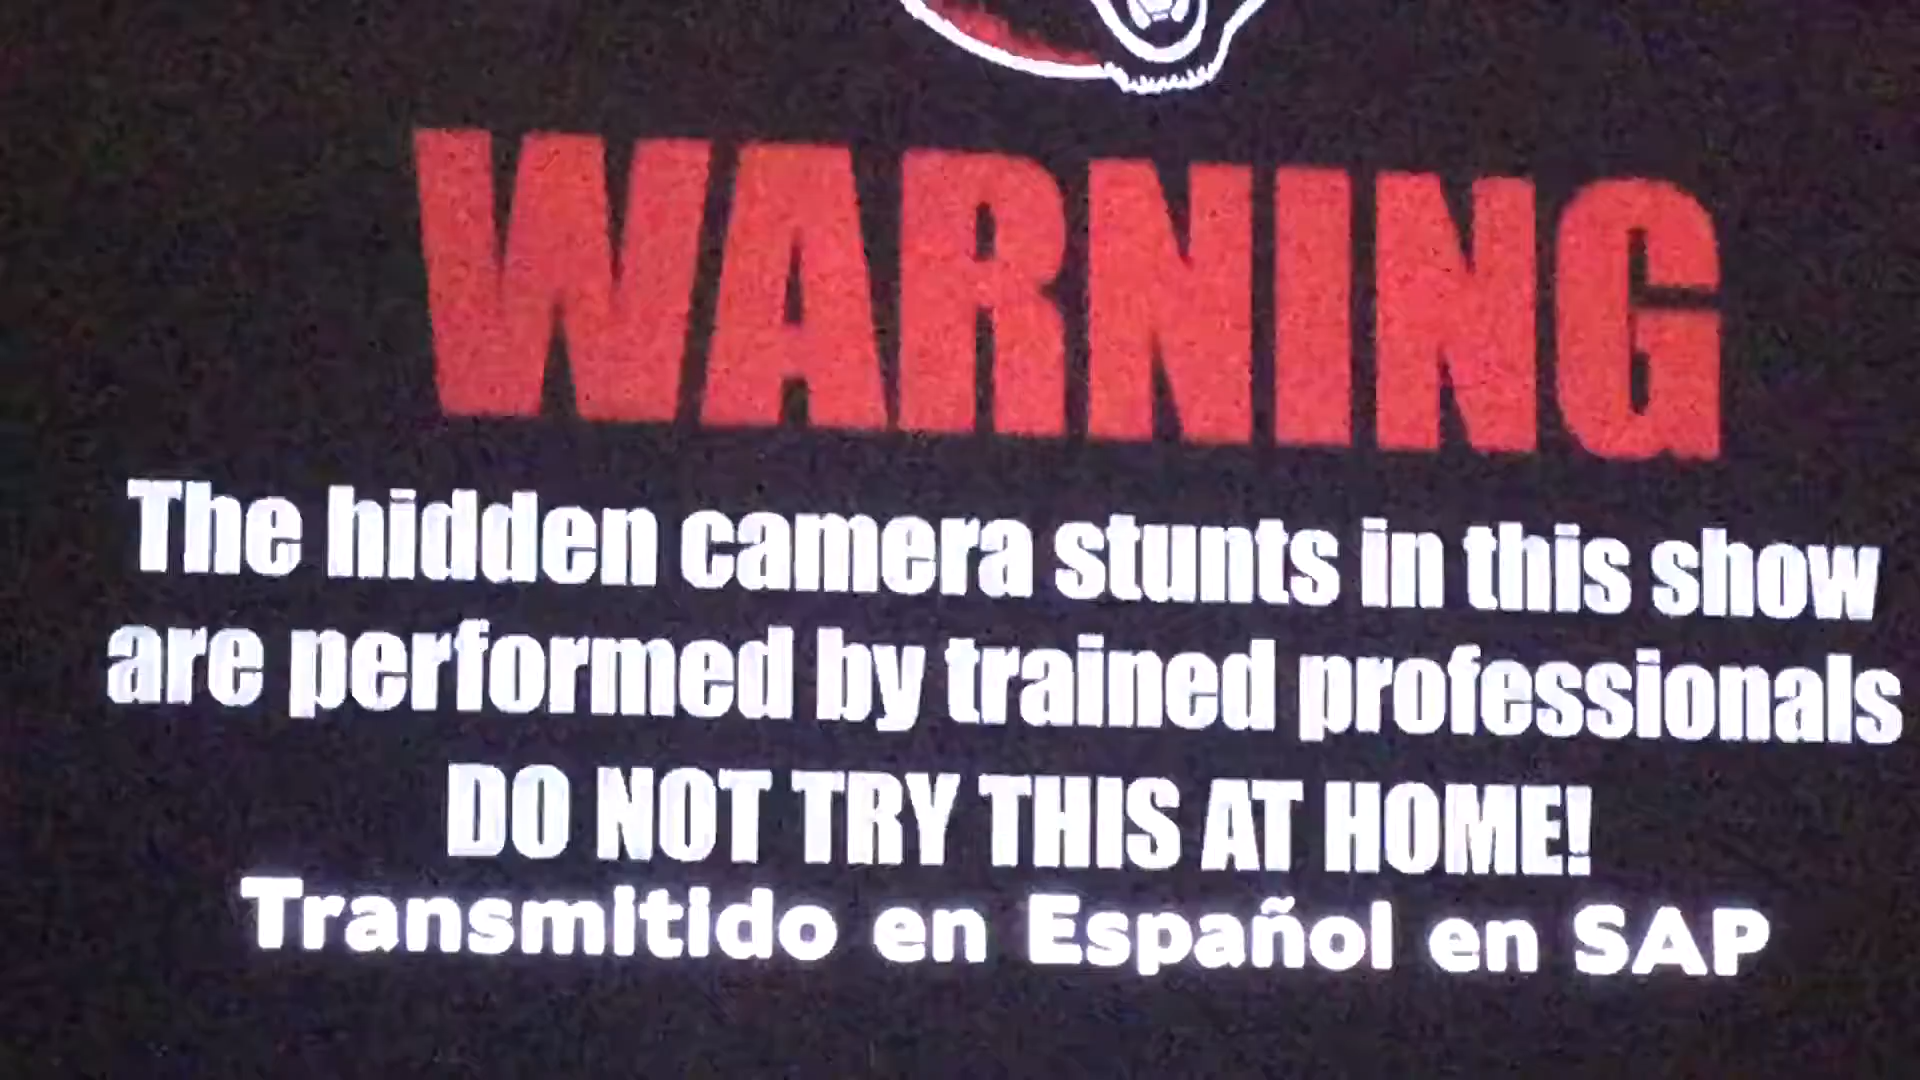 WARNING
The hidden camera stunts in this show
are performed by trained professionals
DO NOT TRY THIS AT HOME!
Transmitido en Español en SAP